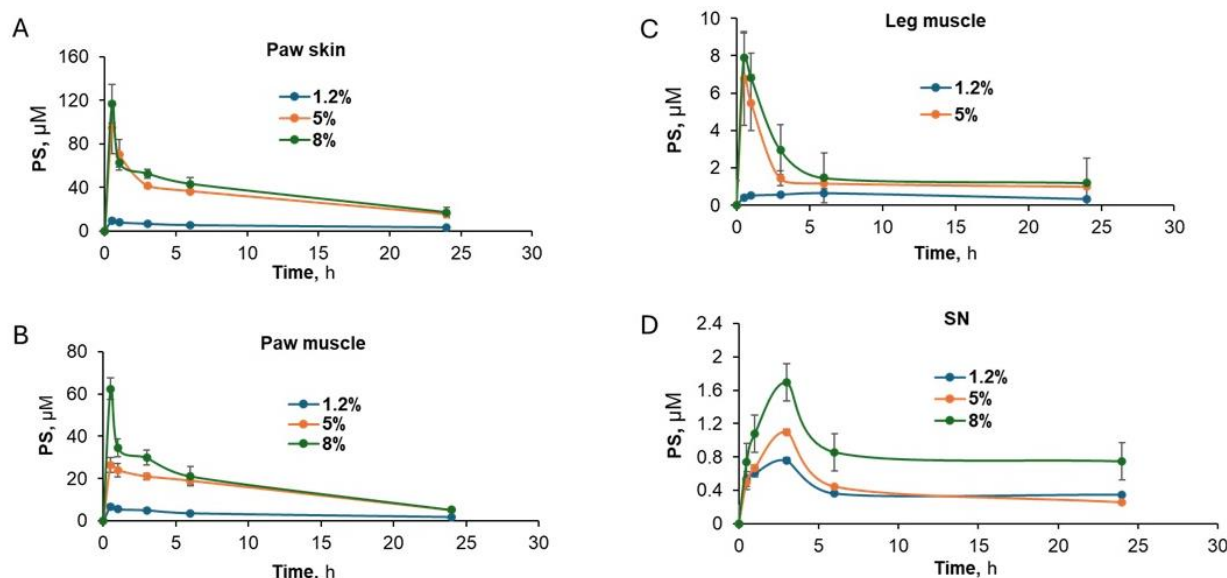 A
Paw skin
PS, µM
160
120
80
40
0
1.2%
5%
8%
0 5 10 15 20 25 30
Time, h
B
Paw muscle
PS, µM
80
60
40
20
0
1.2%
5%
8%
0 5 10 15 20 25 30
Time, h
C
Leg muscle
PS, µM
10
8
6
4
2
0
1.2%
5%
0 5 10 15 20 25 30
Time, h
D
SN
PS, µM
2.4
2
1.6
1.2
0.8
0.4
0
1.2%
5%
8%
0 5 10 15 20 25 30
Time, h